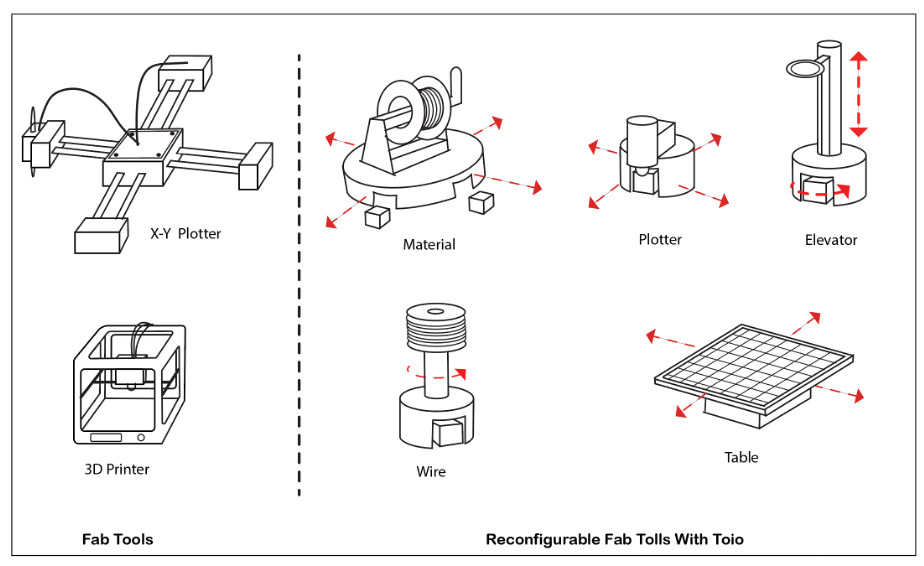 X-Y Plotter
Material
Plotter
Elevator
3D Printer
Wire
Table
Fab Tools
Reconfigurable Fab Tolls With Toio